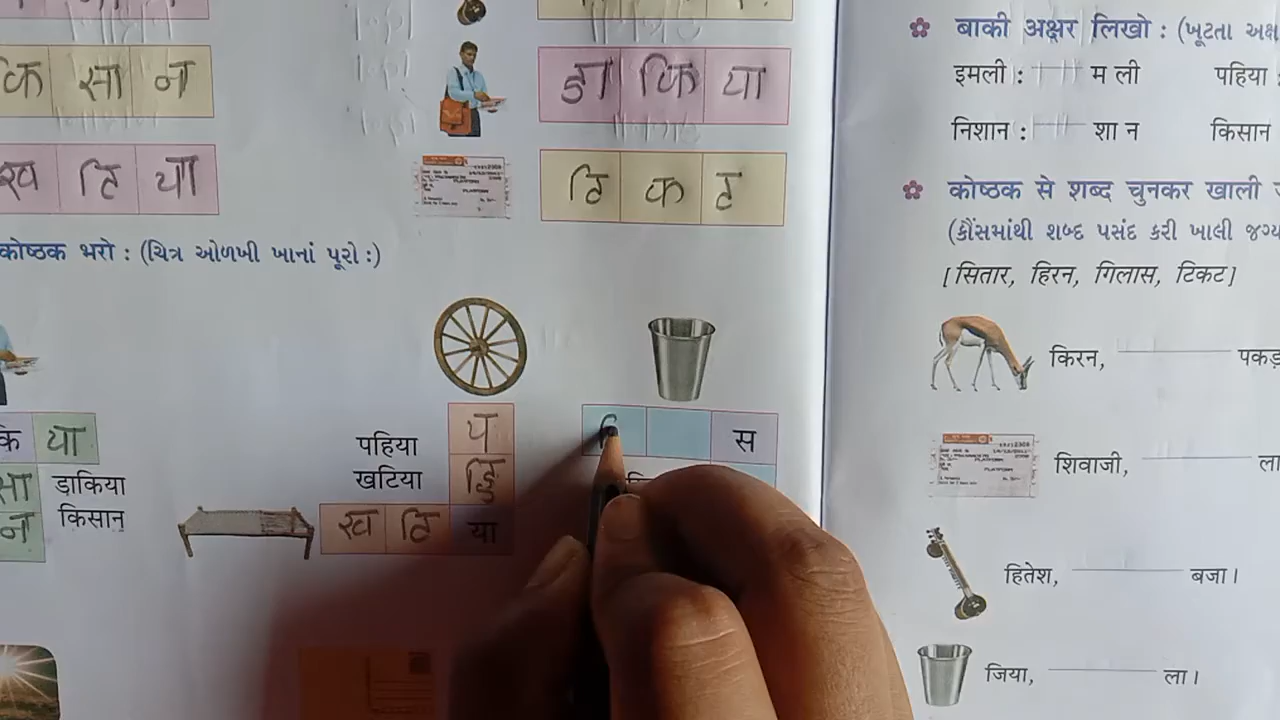 कि सा न
डा कि या
ख टि या
टि क ट
कोष्ठक भरो : (ચિત્ર ઓળખી ખાનાં પૂરો :)
कि या
सा डाकिया
न किसान
पहिया
खटिया
प
हि
ख टि या
स
बाकी अक्षर लिखो : (ખૂટતા અક્ષ
इमली : म ली पहिया :
निशान : शा न किसान
कोष्ठक से शब्द चुनकर खाली
(કૌંસમાંથી શબ્દ પસંદ કરી ખાલી જગ્ય
[सितार, हिरन, गिलास, टिकट]
किरन, पकड़
शिवाजी, ला
हितेश, बजा।
जिया, ला।